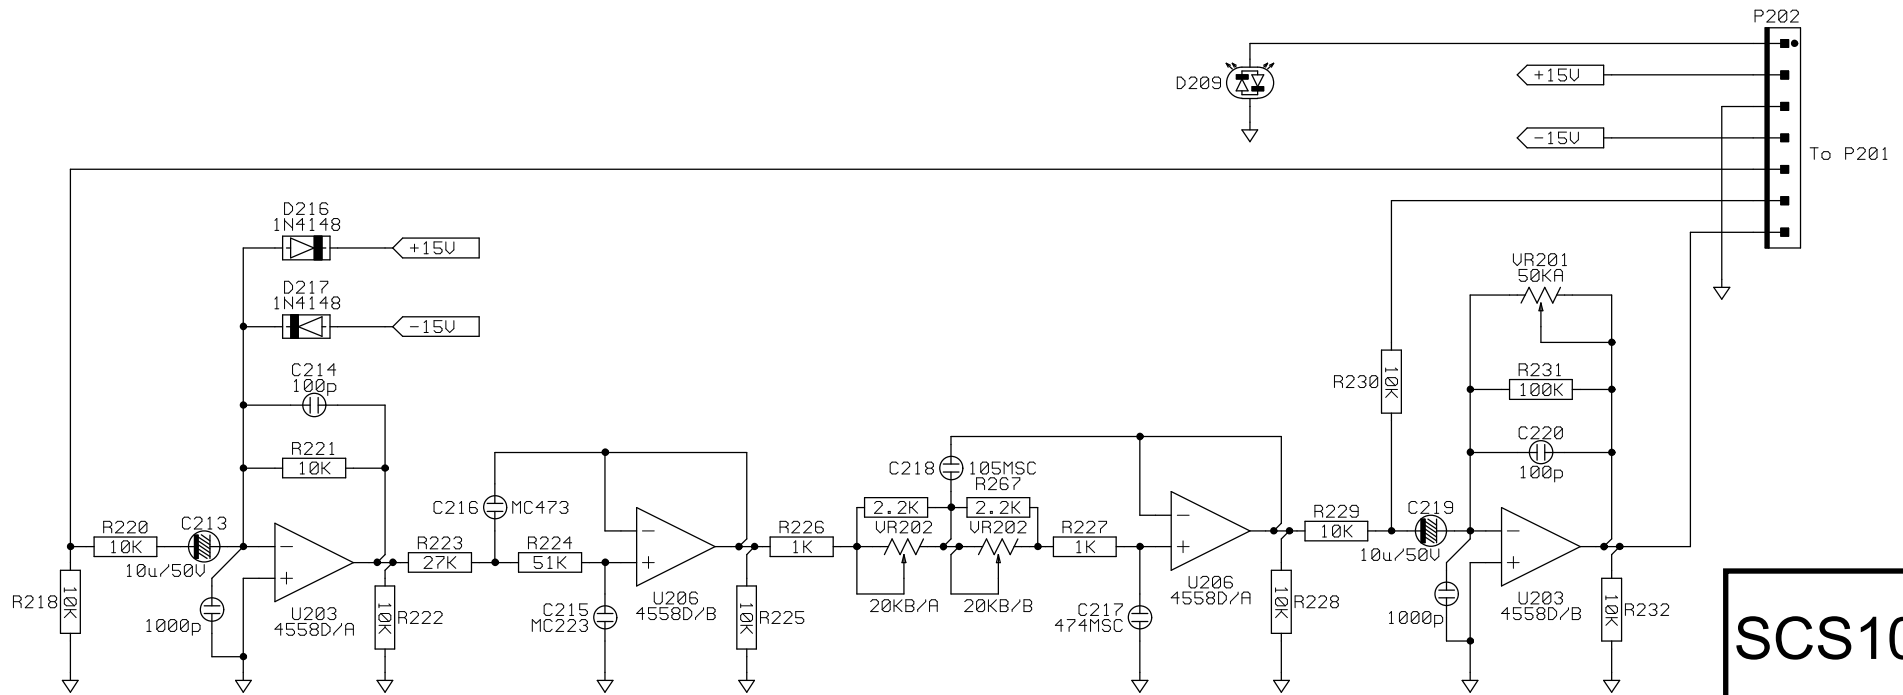 P202
D209
+15V
-15V
To P201
D216
1N4148
+15V
D217
1N4148
-15V
VR201
50KA
C214
100p
R230
10K
R231
100K
R221
10K
C220
100p
C218
105MSC
R267
C216
MC473
2.2K
2.2K
R220
10K
C213
10u/50V
R223
27K
R224
51K
R226
1K
VR202
VR202
R227
1K
R229
10K
C219
10u/50V
R218
10K
1000p
U203
4558D/A
10K
R222
C215
MC223
U206
4558D/B
10K
R225
20KB/A
20KB/B
C217
474MSC
U206
4558D/A
10K
R228
1000p
U203
4558D/B
10K
R232
SCS10